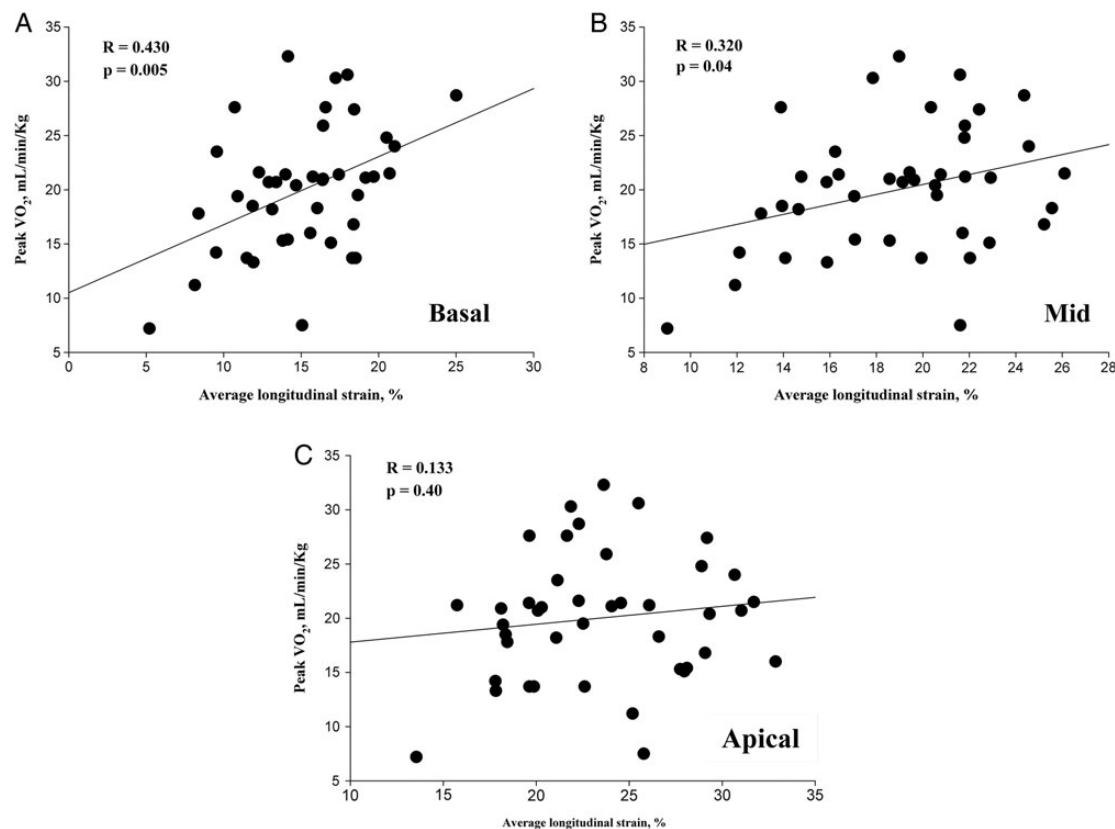 A
R = 0.430
p = 0.005
Peak VO₂, mL/min/Kg
35
30
25
20
15
10
5
Basal
0 5 10 15 20 25 30
Average longitudinal strain, %
B
R = 0.320
p = 0.04
Peak VO₂, mL/min/Kg
35
30
25
20
15
10
5
Mid
8 10 12 14 16 18 20 22 24 26 28
Average longitudinal strain, %
C
R = 0.133
p = 0.40
Peak VO₂, mL/min/Kg
35
30
25
20
15
10
5
Apical
10 20 25 30 35
Average longitudinal strain, %